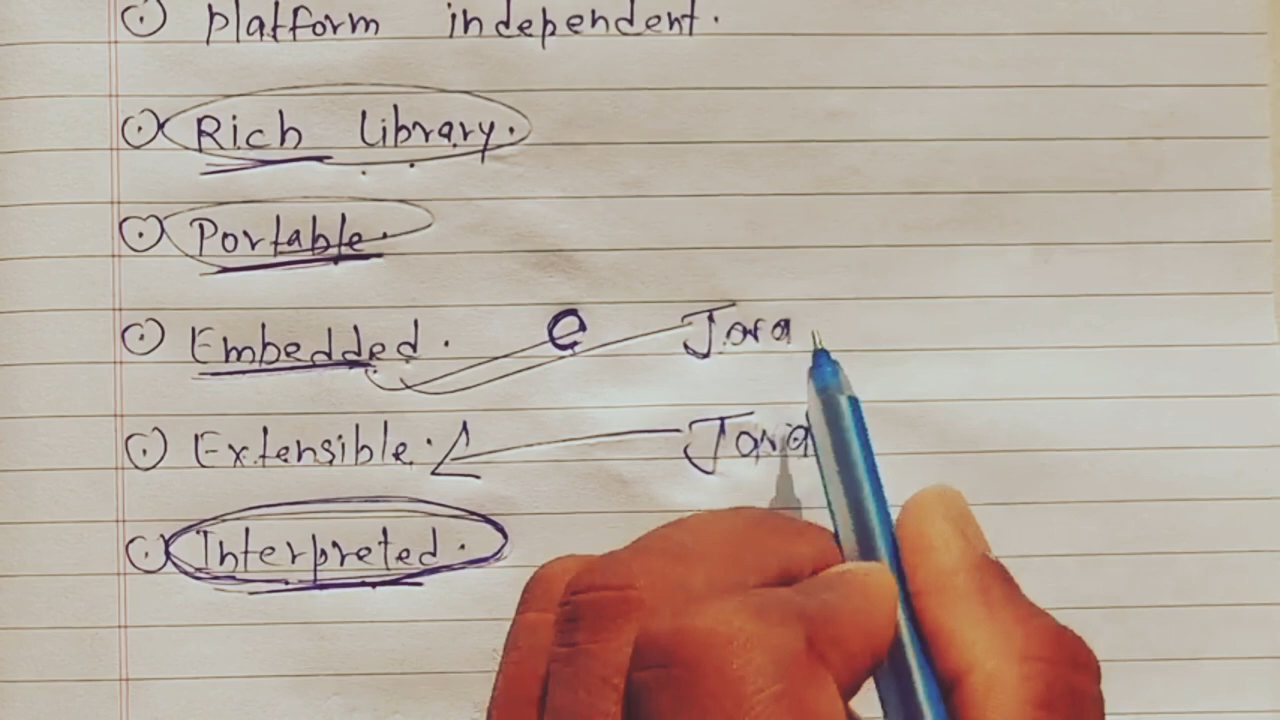 platform independent.
Rich Library.
Portable.
Embedded. e Java
Extensible. Java
Interpreted.